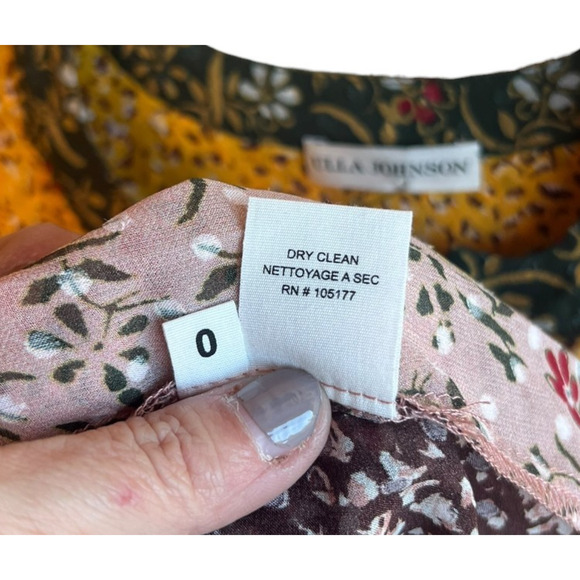 ULLA JOHNSON
DRY CLEAN
NETTOYAGE A SEC
RN # 105177
0